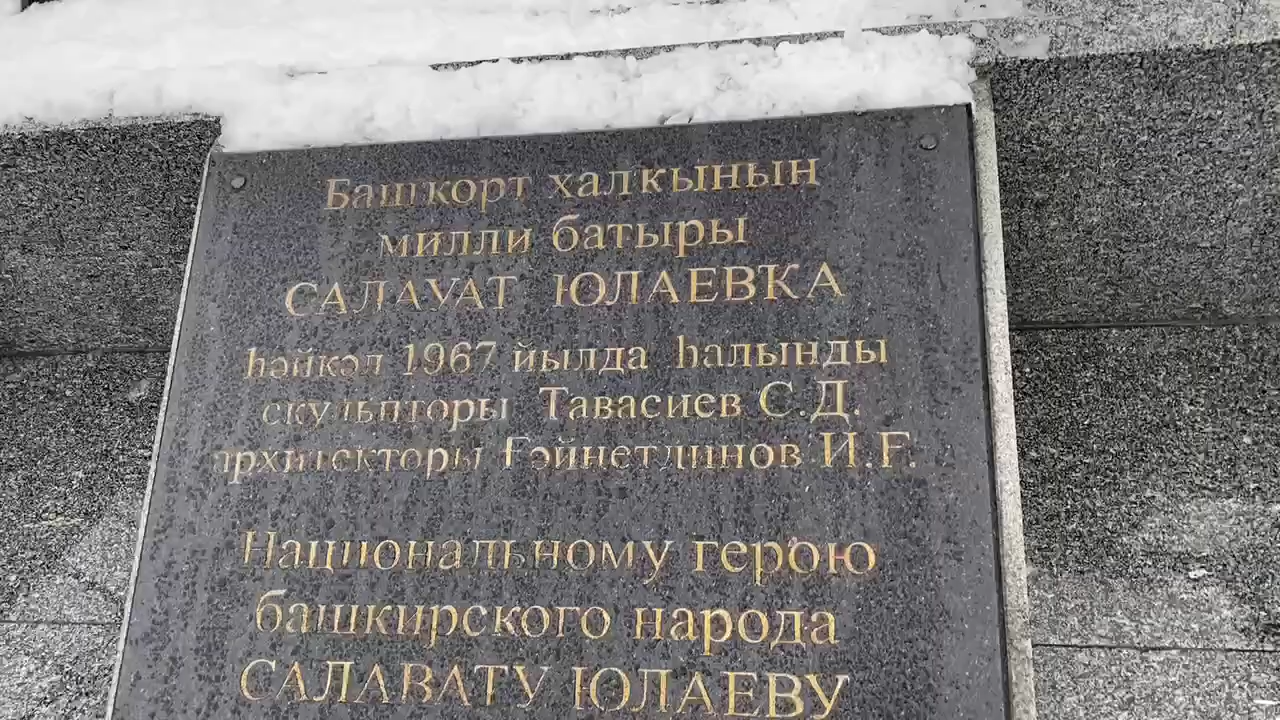 Башҡорт халҡының
милли батыры
САЛАУАТ ЮЛАЕВҠА
һәйкәл 1967 йылда һалынды
скульпторы Тавасиев С.Д.
архитекторы Ғәйнетдинов И.Ғ.
Национальному герою
башкирского народа
САЛАВАТУ ЮЛАЕВУ